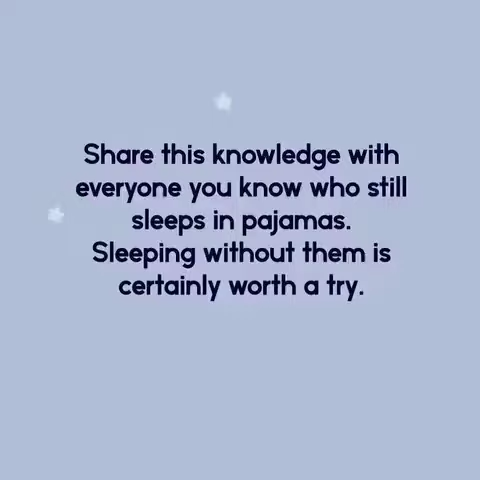 Share this knowledge with
everyone you know who still
sleeps in pajamas.
Sleeping without them is
certainly worth a try.